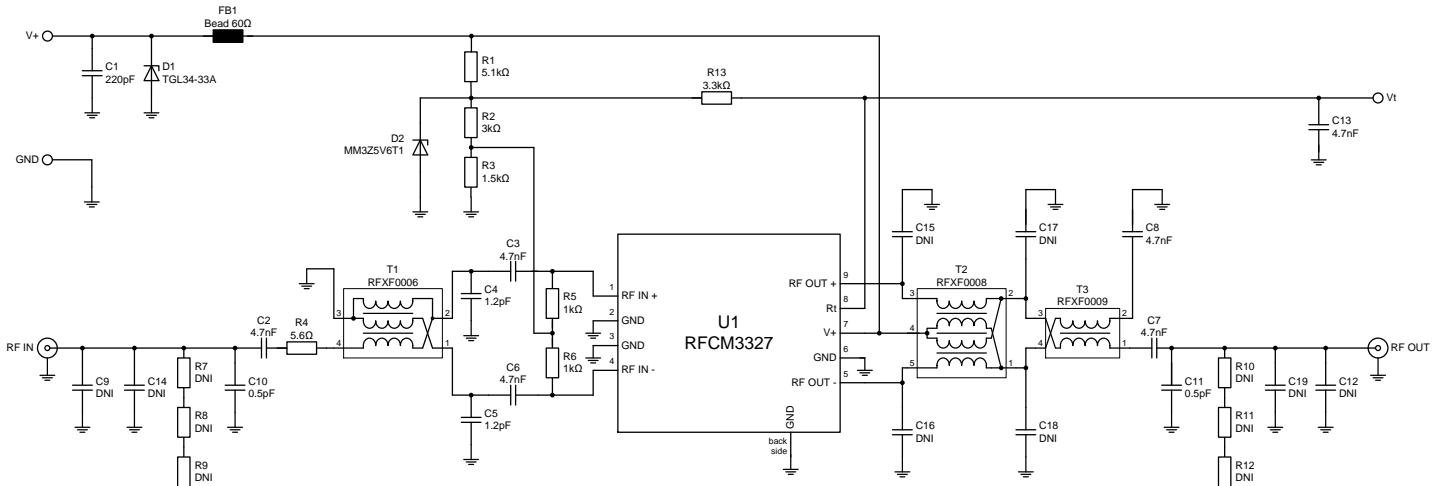 FB1
Bead 60Ω
V+
C1
220pF
D1
TGL34-33A
R1
5.1kΩ
R13
3.3kΩ
Vt
C13
4.7nF
R2
3kΩ
D2
MM3Z5V6T1
R3
1.5kΩ
GND
C15
DNI
C17
DNI
C8
4.7nF
C3
4.7nF
T1
RFXF0006
3
2
4
1
C4
1.2pF
R5
1kΩ
R6
1kΩ
C6
4.7nF
C5
1.2pF
1
RF IN +
2
GND
3
GND
4
RF IN -
U1
RFCM3327
9
RF OUT +
8
Rt
7
V+
6
GND
5
RF OUT -
GND
back
side
T2
RFXF0008
3
2
4
5
1
T3
RFXF0009
3
2
4
1
C7
4.7nF
RF IN
C2
4.7nF
R4
5.6Ω
C9
DNI
C14
DNI
R7
DNI
C10
0.5pF
R8
DNI
R9
DNI
C16
DNI
C18
DNI
C11
0.5pF
R10
DNI
C19
DNI
C12
DNI
R11
DNI
R12
DNI
RF OUT